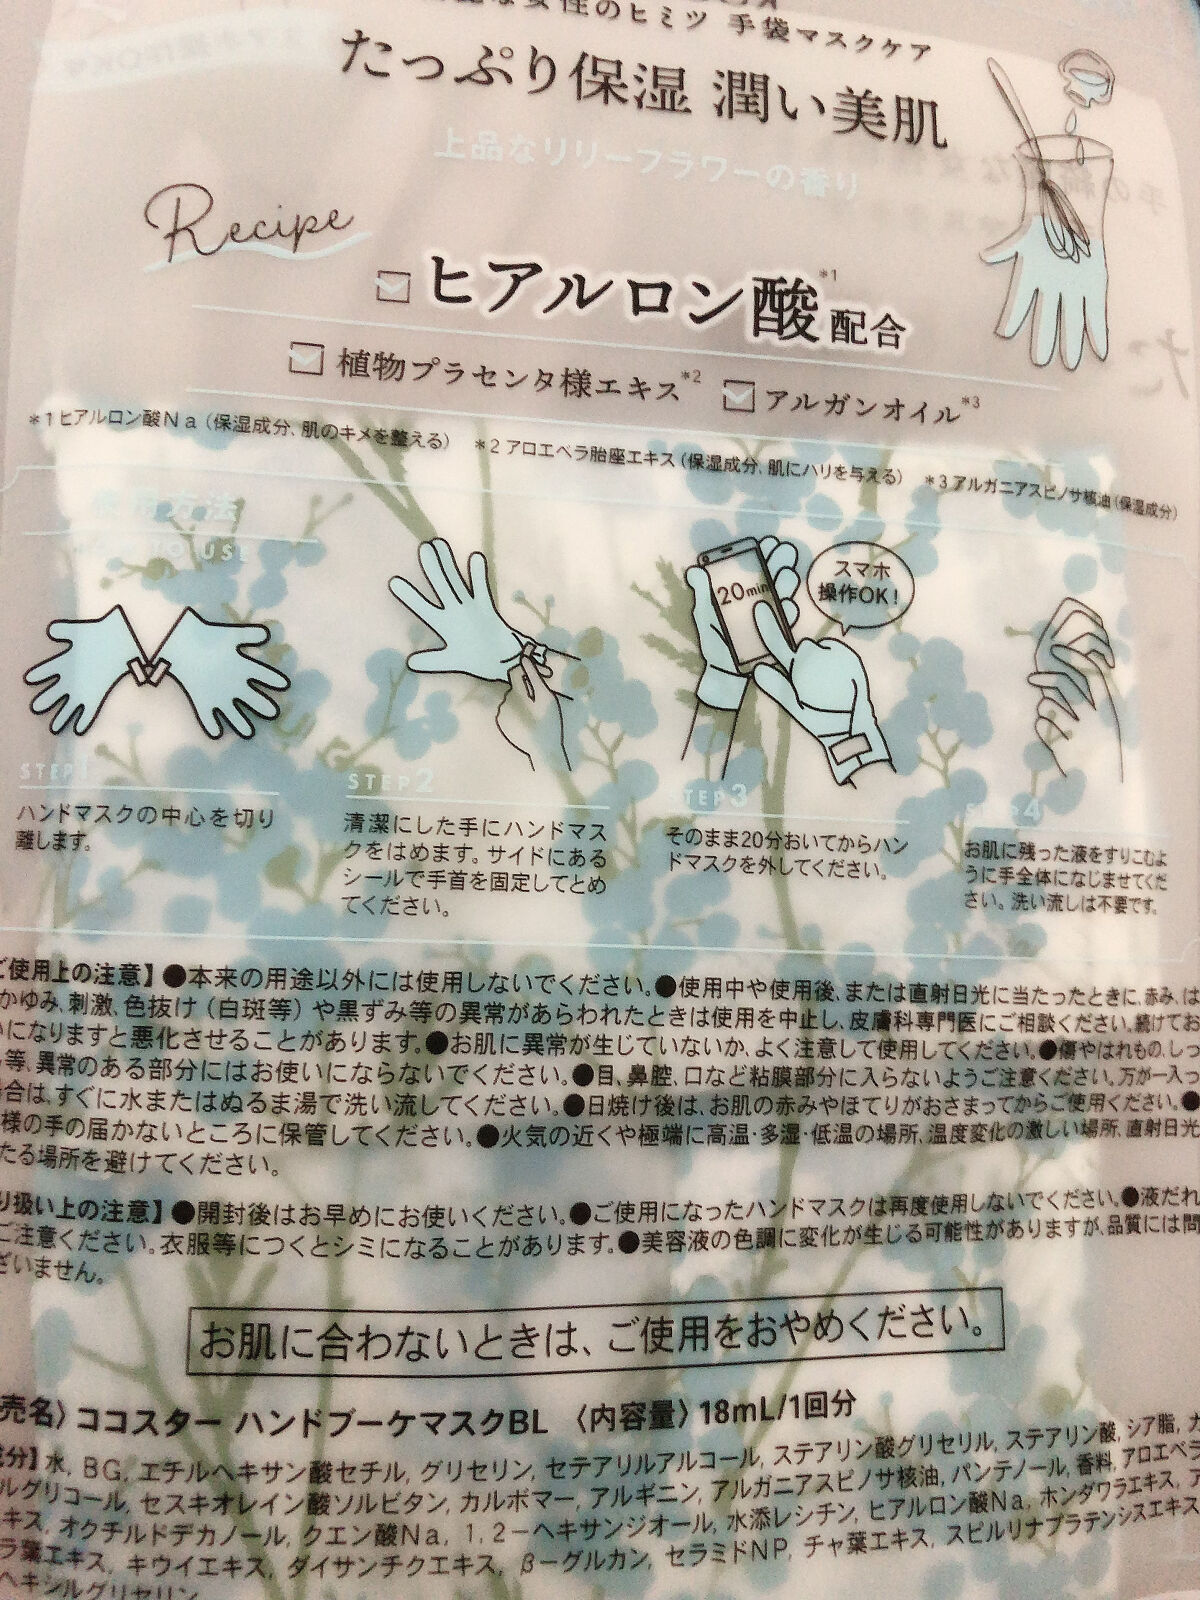 女性のヒミツ 手袋マスクケア
たっぷり保湿 潤い美肌
上品なリリーフラワーの香り
Recipe
ヒアルロン酸*1配合
植物プラセンタ様エキス*2 アルガンオイル*3
*1ヒアルロン酸Na（保湿成分、肌のキメを整える） *2アロエベラ胎座エキス（保湿成分、肌にハリを与える） *3アルガニアスピノサ核油（保湿成分）
使用方法
HOW TO USE
20min
スマホ
操作OK!
STEP1
ハンドマスクの中心を切り
離します。
STEP2
清潔にした手にハンドマス
クをはめます。サイドにある
シールで手首を固定してとめ
てください。
STEP3
そのまま20分おいてからハン
ドマスクを外してください。
STEP4
お肌に残った液をすりこむよ
うに手全体になじませてくだ
さい。洗い流しは不要です。
ご使用上の注意】●本来の用途以外には使用しないでください。●使用中や使用後、または直射日光に当たったときに、赤み、は
かゆみ、刺激、色抜け（白斑等）や黒ずみ等の異常があらわれたときは使用を中止し、皮膚科専門医にご相談ください。続けてお
いになりますと悪化させることがあります。●お肌に異常が生じていないか、よく注意して使用してください。●傷やはれもの、しっ
等、異常のある部分にはお使いにならないでください。●目、鼻腔、口など粘膜部分に入らないようご注意ください。万が一入っ
合は、すぐに水またはぬるま湯で洗い流してください。●日焼け後は、お肌の赤みやほてりがおさまってからご使用ください。●
様の手の届かないところに保管してください。●火気の近くや極端に高温・多湿・低温の場所、温度変化の激しい場所、直射日光
たる場所を避けてください。
り扱い上の注意】●開封後はお早めにお使いください。●ご使用になったハンドマスクは再度使用しないでください。●液だれ
ご注意ください。衣服等につくとシミになることがあります。●美容液の色調に変化が生じる可能性がありますが、品質には問
ざいません。
お肌に合わないときは、ご使用をおやめください。
売名〉ココスター ハンドブーケマスクBL 〈内容量〉18mL/1回分
成分】水, BG, エチルヘキサン酸セチル, グリセリン, セテアリルアルコール, ステアリン酸グリセリル, ステアリン酸, シア脂, カ
ルグリコール, セスキオレイン酸ソルビタン, カルボマー, アルギニン, アルガニアスピノサ核油, パンテノール, 香料, アロエベラ
キス, オクチルドデカノール, クエン酸Na, 1,2－ヘキサンジオール, 水添レシチン, ヒアルロン酸Na, ホンダワラエキス, ア
ラ葉エキス, キウイエキス, ダイサンチクエキス, β－グルカン, セラミドNP, チャ葉エキス, スピルリナプラテンシスエキス
ヘキシルグリセリン